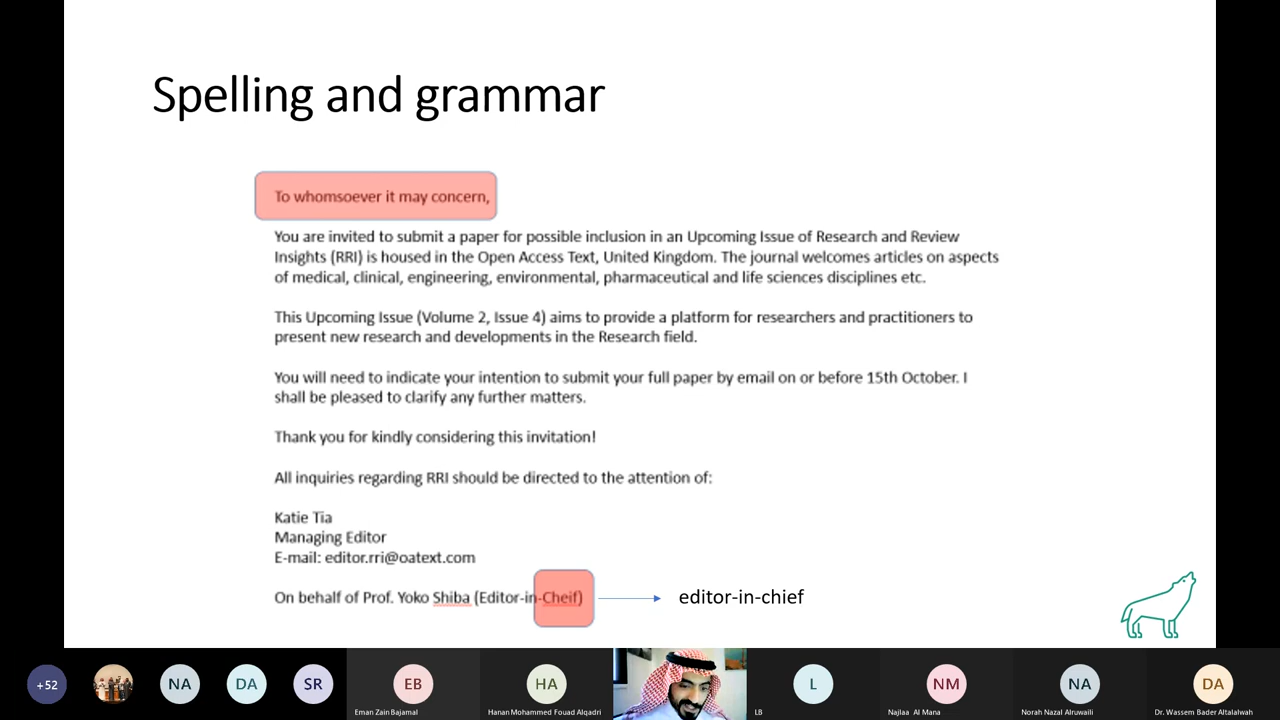 Spelling and grammar
To whomsoever it may concern,
You are invited to submit a paper for possible inclusion in an Upcoming Issue of Research and Review
Insights (RRI) is housed in the Open Access Text, United Kingdom. The journal welcomes articles on aspects
of medical, clinical, engineering, environmental, pharmaceutical and life sciences disciplines etc.
This Upcoming Issue (Volume 2, Issue 4) aims to provide a platform for researchers and practitioners to
present new research and developments in the Research field.
You will need to indicate your intention to submit your full paper by email on or before 15th October. I
shall be pleased to clarify any further matters.
Thank you for kindly considering this invitation!
All inquiries regarding RRI should be directed to the attention of:
Katie Tia
Managing Editor
E-mail: editor.rri@oatext.com
On behalf of Prof. Yoko Shiba (Editor-in-Cheif)
editor-in-chief
+52
NA
DA
SR
EB
HA
L
NM
NA
DA
Eman Zain Bajamal
Hanan Mohammed Fouad Alqadri
LB
Najlaa Al Mana
Norah Nazal Alruwaili
Dr. Wassem Bader Altalalwah